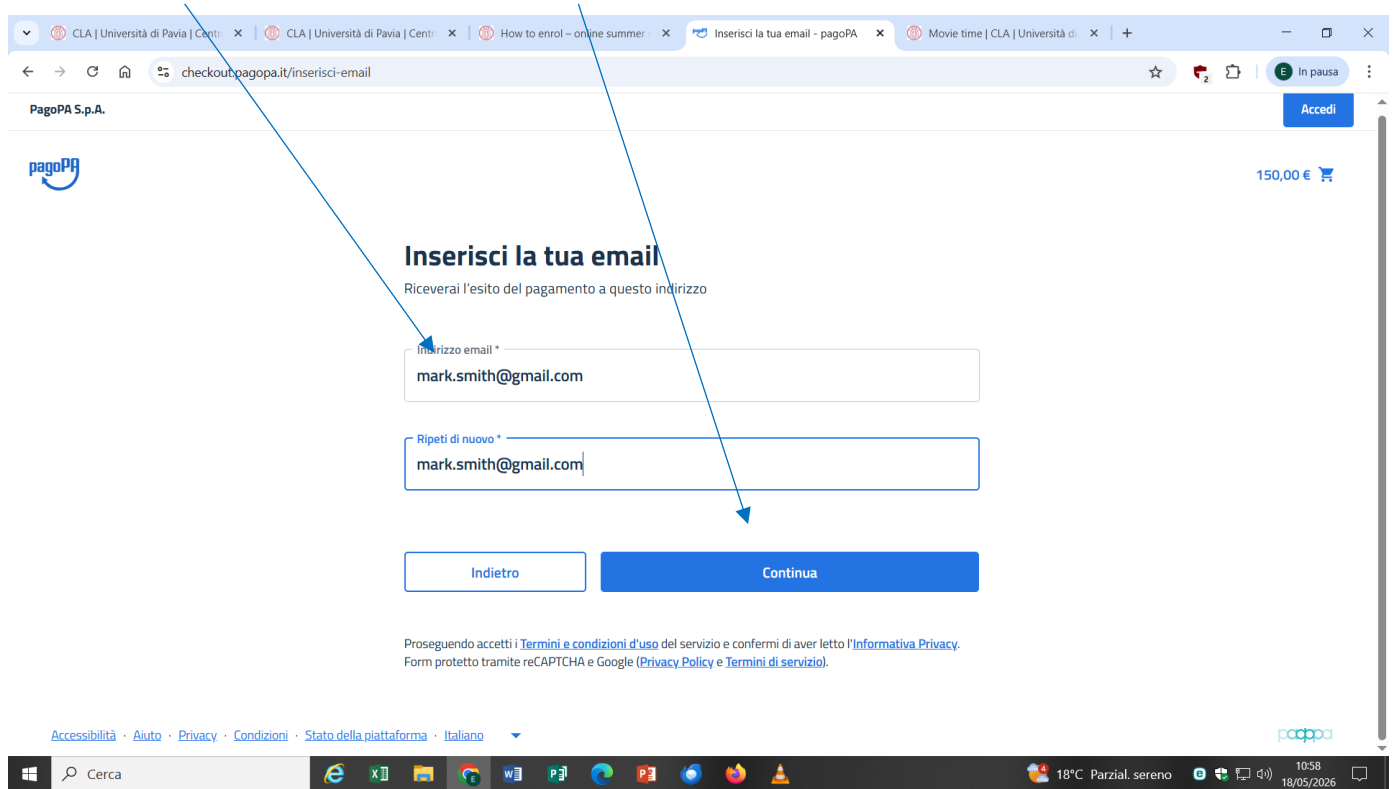 CLA | Università di Pavia | Centr
CLA | Università di Pavia | Centr
How to enrol – online summer
Inserisci la tua email - pagoPA
Movie time | CLA | Università di
checkout.pagopa.it/inserisci-email
2
E
In pausa
PagoPA S.p.A.
Accedi
pagoPA
150,00 €
Inserisci la tua email
Riceverai l'esito del pagamento a questo indirizzo
Indirizzo email *
mark.smith@gmail.com
Ripeti di nuovo *
mark.smith@gmail.com
Indietro
Continua
Proseguendo accetti i Termini e condizioni d'uso del servizio e confermi di aver letto l'Informativa Privacy.
Form protetto tramite reCAPTCHA e Google (Privacy Policy e Termini di servizio).
Accessibilità · Aiuto · Privacy · Condizioni · Stato della piattaforma · Italiano
pagopa
Cerca
4
18°C Parzial. sereno
10:58
18/05/2026